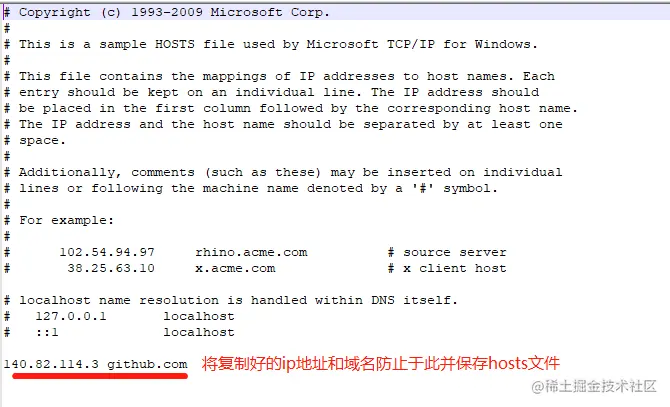 # Copyright (c) 1993-2009 Microsoft Corp.
#
# This is a sample HOSTS file used by Microsoft TCP/IP for Windows.
#
# This file contains the mappings of IP addresses to host names. Each
# entry should be kept on an individual line. The IP address should
# be placed in the first column followed by the corresponding host name.
# The IP address and the host name should be separated by at least one
# space.
#
# Additionally, comments (such as these) may be inserted on individual
# lines or following the machine name denoted by a '#' symbol.
#
# For example:
#
#      102.54.94.97     rhino.acme.com          # source server
#       38.25.63.10     x.acme.com              # x client host

# localhost name resolution is handled within DNS itself.
#   127.0.0.1       localhost
#   ::1             localhost

140.82.114.3 github.com 将复制好的ip地址和域名防止于此并保存hosts文件
@稀土掘金技术社区